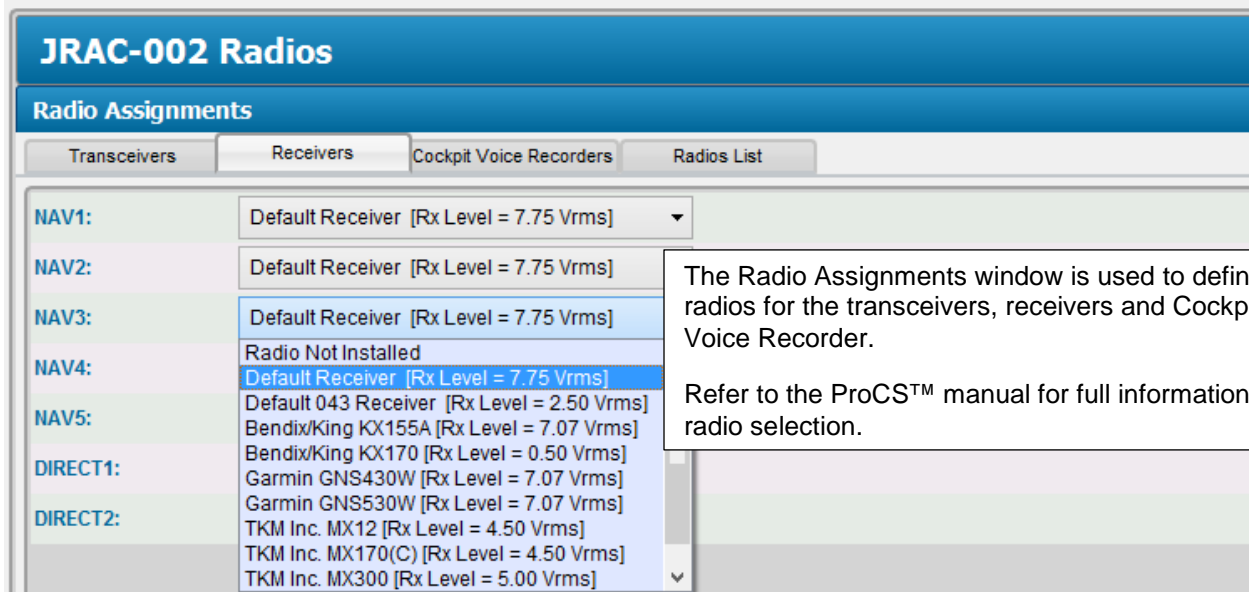 JRAC-002 Radios
Radio Assignments
Transceivers Receivers Cockpit Voice Recorders Radios List
NAV1: Default Receiver [Rx Level = 7.75 Vrms]
NAV2: Default Receiver [Rx Level = 7.75 Vrms]
NAV3: Default Receiver [Rx Level = 7.75 Vrms]
NAV4:
NAV5:
DIRECT1:
DIRECT2:
Radio Not Installed
Default Receiver [Rx Level = 7.75 Vrms]
Default 043 Receiver [Rx Level = 2.50 Vrms]
Bendix/King KX155A [Rx Level = 7.07 Vrms]
Bendix/King KX170 [Rx Level = 0.50 Vrms]
Garmin GNS430W [Rx Level = 7.07 Vrms]
Garmin GNS530W [Rx Level = 7.07 Vrms]
TKM Inc. MX12 [Rx Level = 4.50 Vrms]
TKM Inc. MX170(C) [Rx Level = 4.50 Vrms]
TKM Inc. MX300 [Rx Level = 5.00 Vrms]
The Radio Assignments window is used to defin
radios for the transceivers, receivers and Cockp
Voice Recorder.
Refer to the ProCS™ manual for full information
radio selection.